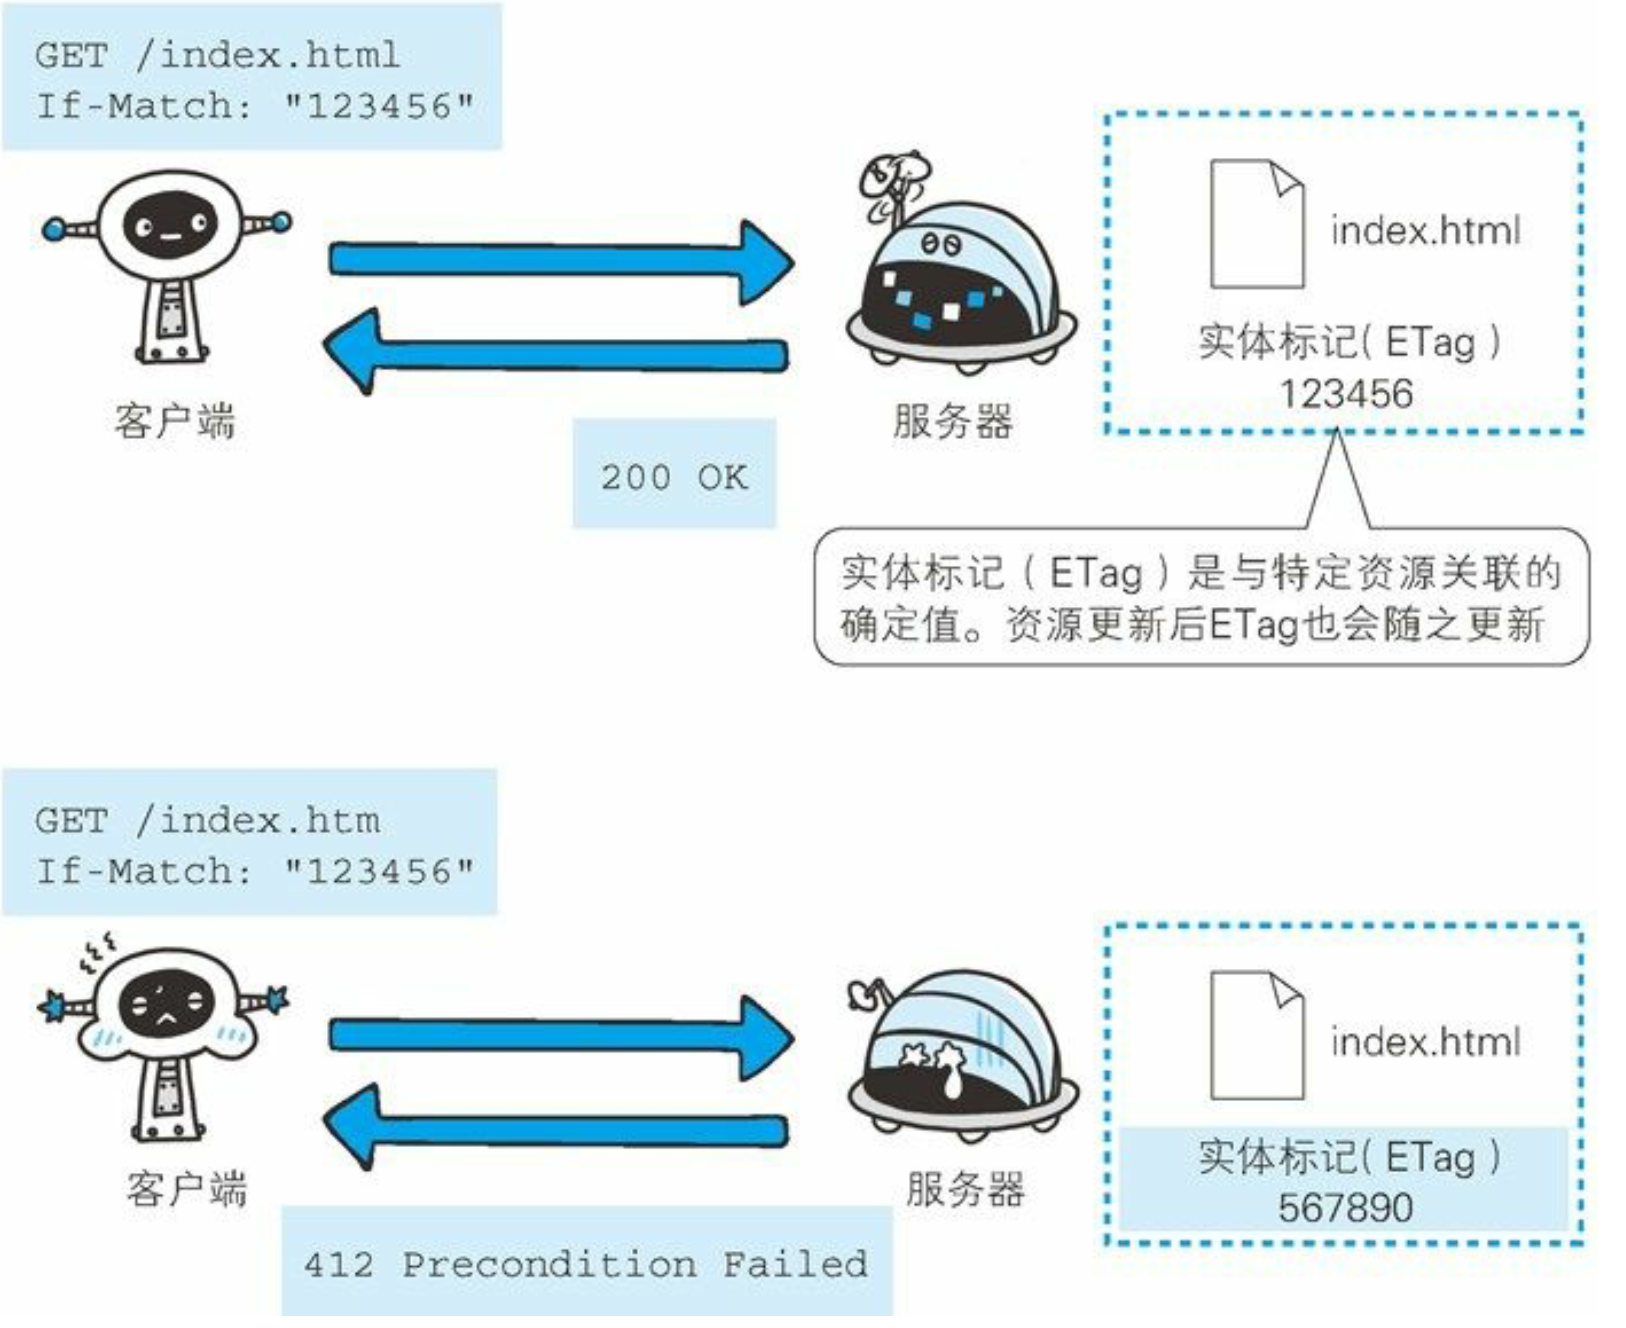 GET /index.html
If-Match: "123456"
index.html
实体标记( ETag )
123456
客户端
服务器
200 OK
实体标记( ETag )是与特定资源关联的
确定值。资源更新后ETag也会随之更新
GET /index.htm
If-Match: "123456"
index.html
实体标记( ETag )
567890
客户端
服务器
412 Precondition Failed